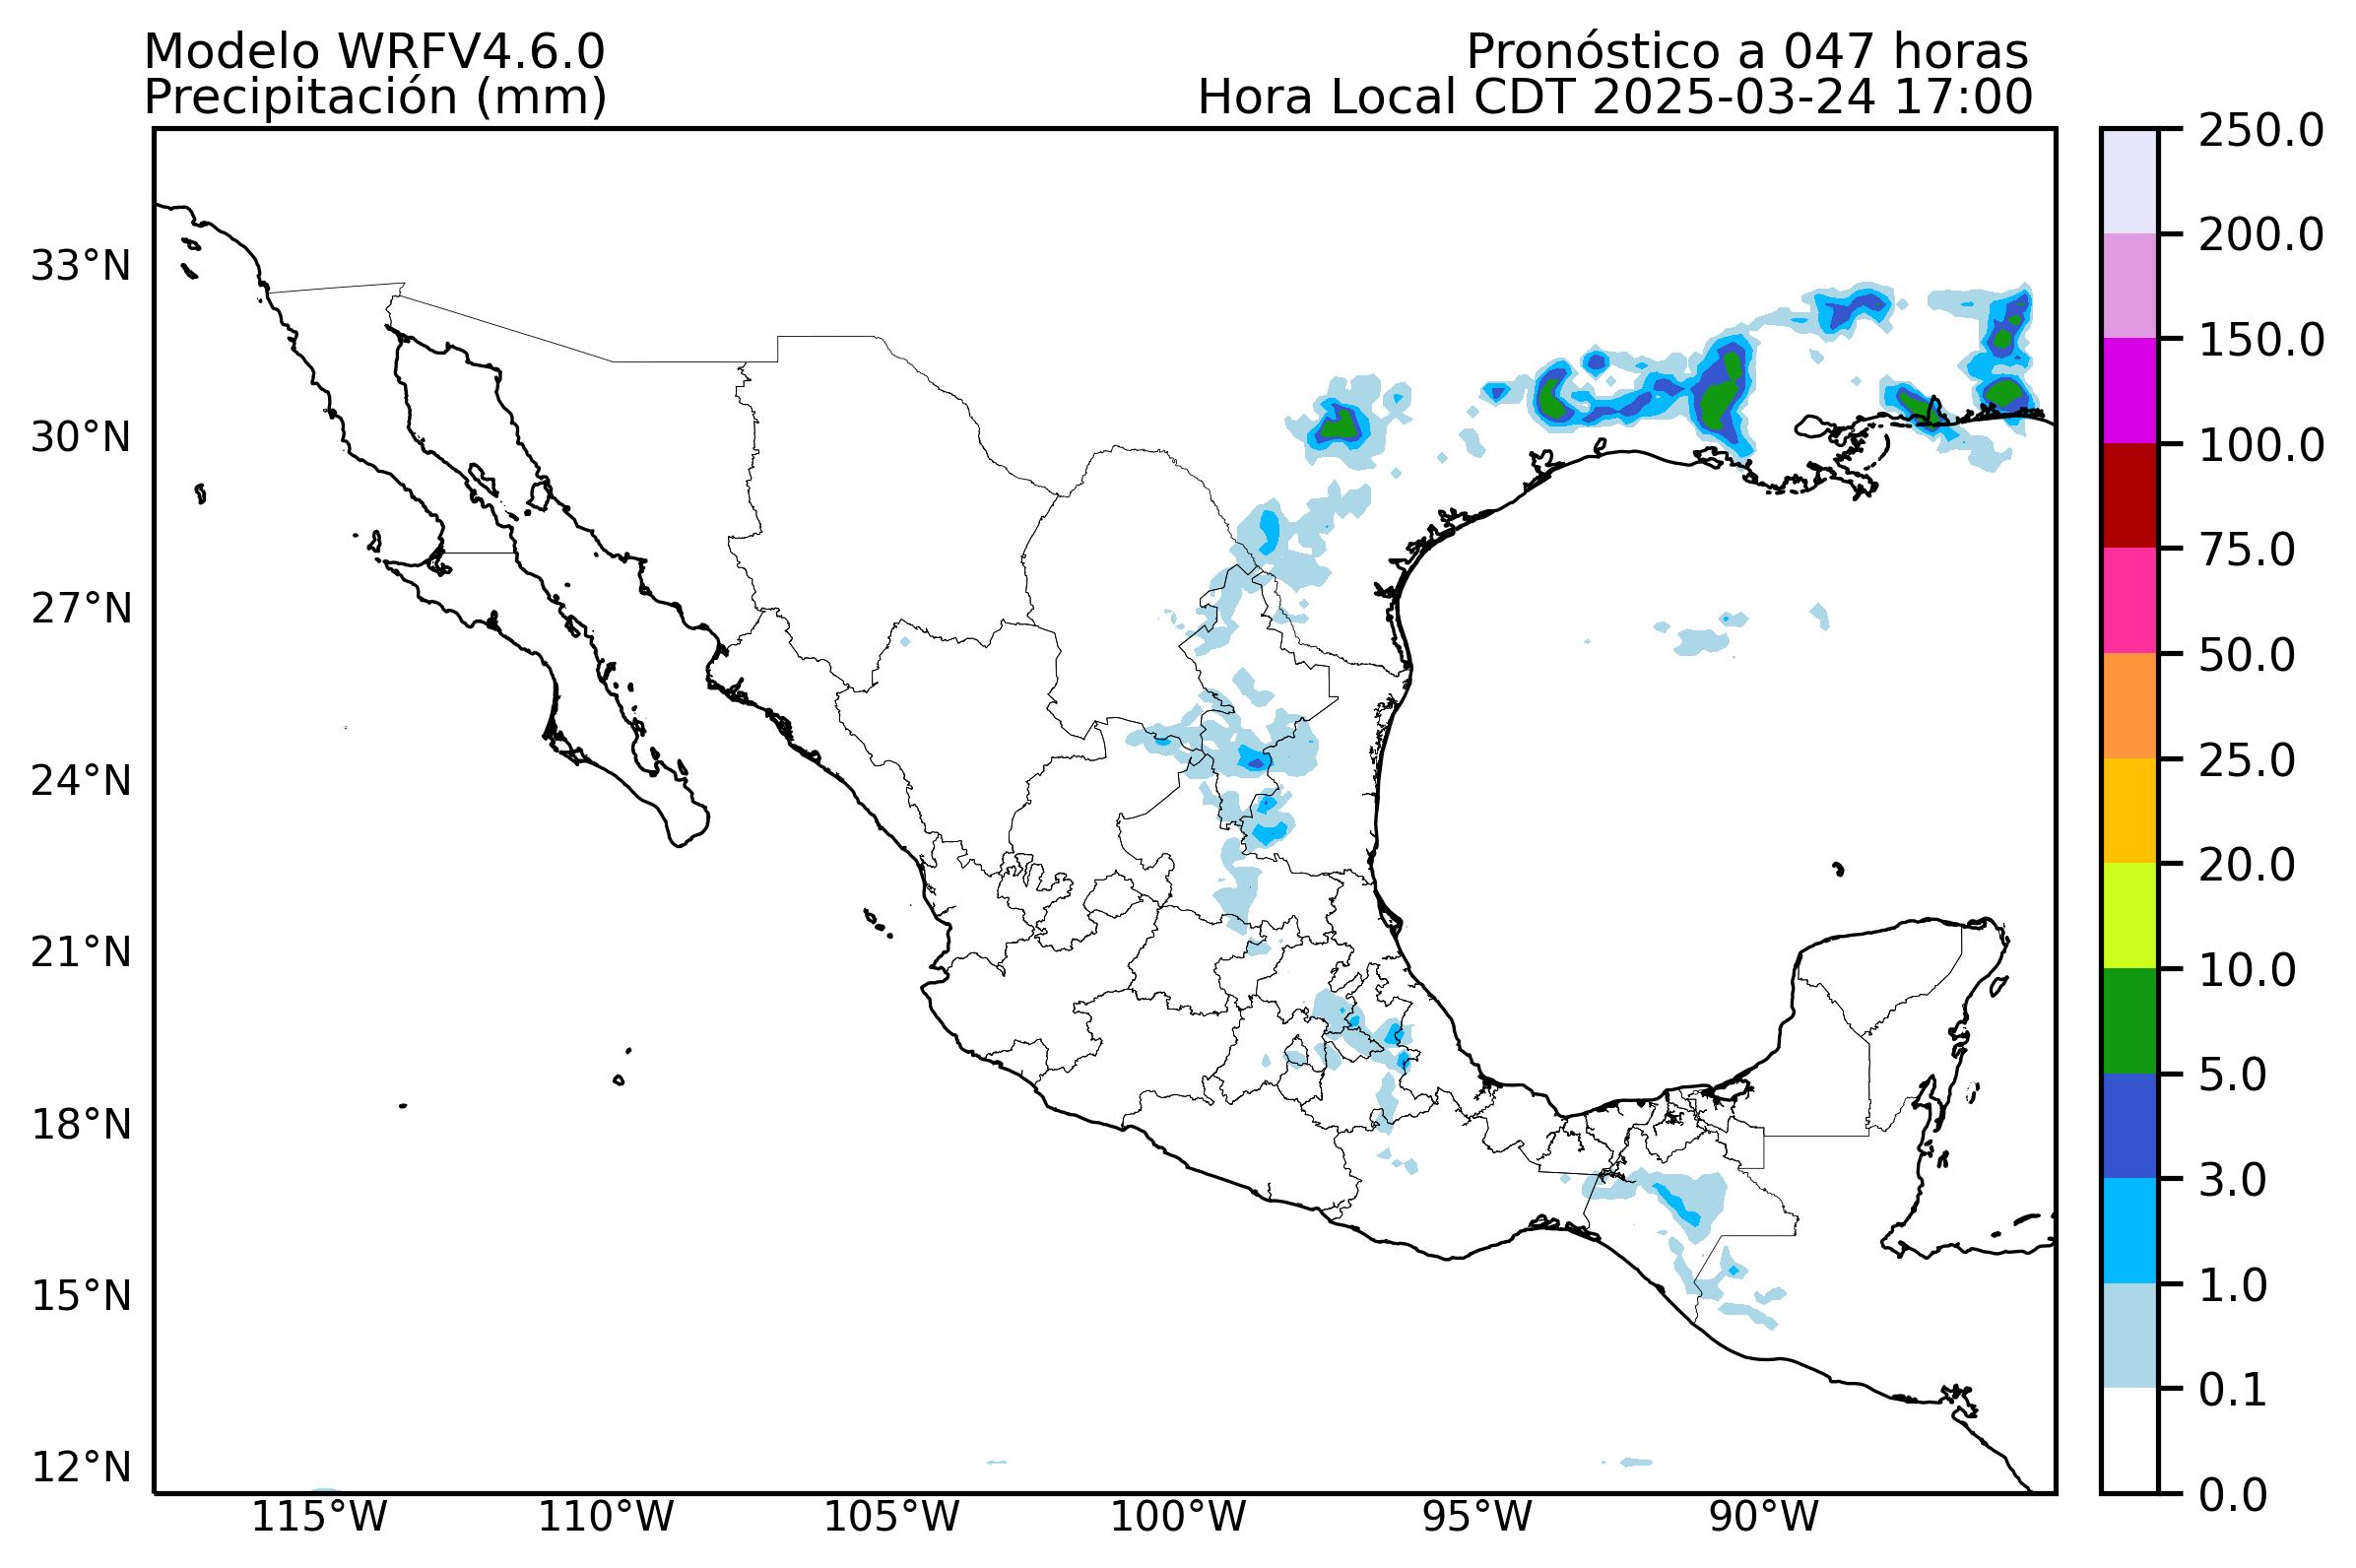 Modelo WRFV4.6.0
Pronóstico a 047 horas
Precipitación (mm)
Hora Local CDT 2025-03-24 17:00
33°N
30°N
27°N
24°N
21°N
18°N
15°N
12°N
115°W
110°W
105°W
100°W
95°W
90°W
250.0
200.0
150.0
100.0
75.0
50.0
25.0
20.0
10.0
5.0
3.0
1.0
0.1
0.0